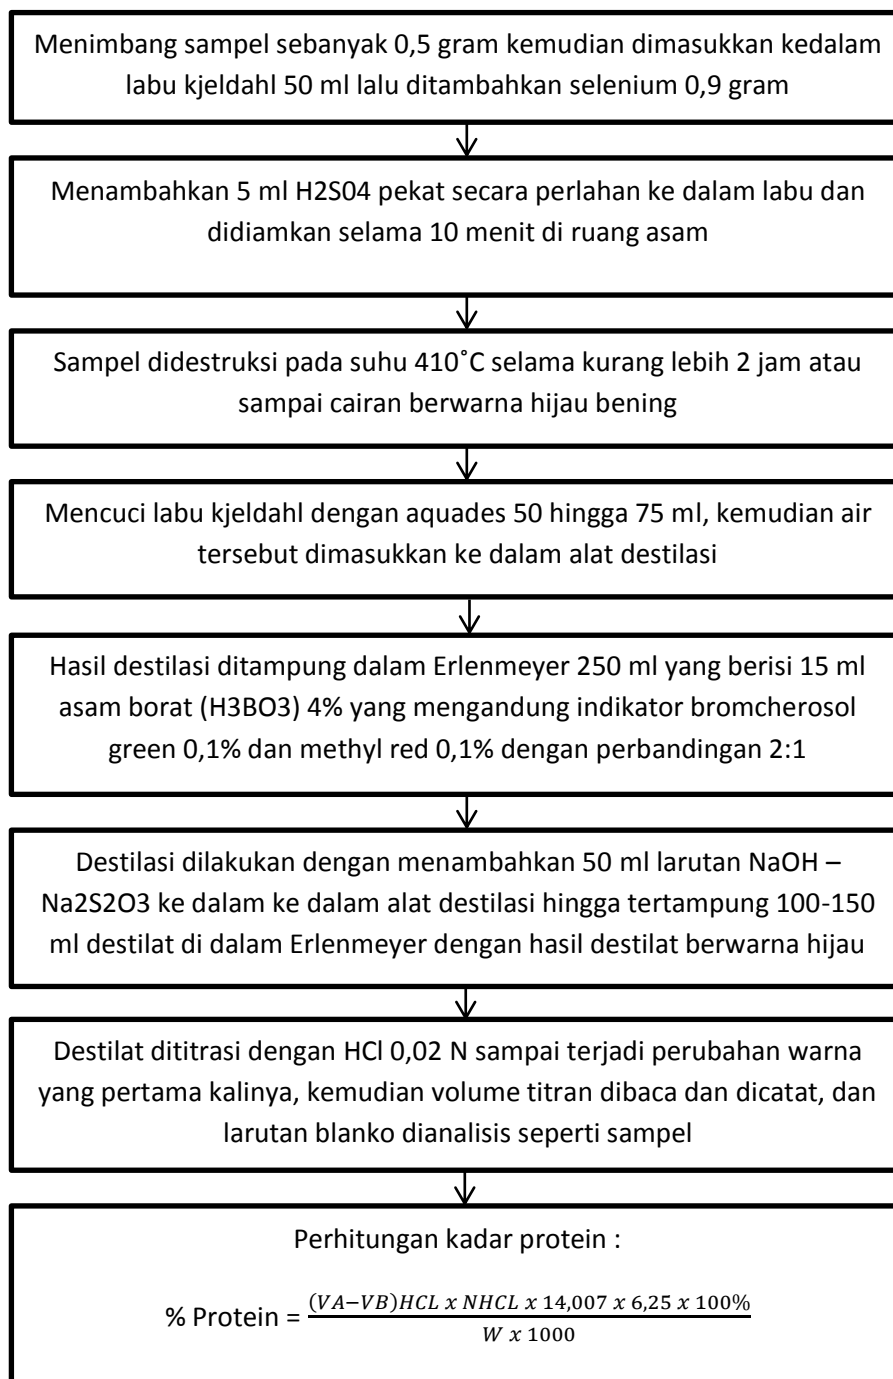 Menimbang sampel sebanyak 0,5 gram kemudian dimasukkan kedalam
labu kjeldahl 50 ml lalu ditambahkan selenium 0,9 gram
Menambahkan 5 ml H2S04 pekat secara perlahan ke dalam labu dan
didiamkan selama 10 menit di ruang asam
Sampel didestruksi pada suhu 410˚C selama kurang lebih 2 jam atau
sampai cairan berwarna hijau bening
Mencuci labu kjeldahl dengan aquades 50 hingga 75 ml, kemudian air
tersebut dimasukkan ke dalam alat destilasi
Hasil destilasi ditampung dalam Erlenmeyer 250 ml yang berisi 15 ml
asam borat (H3BO3) 4% yang mengandung indikator bromcherosol
green 0,1% dan methyl red 0,1% dengan perbandingan 2:1
Destilasi dilakukan dengan menambahkan 50 ml larutan NaOH –
Na2S2O3 ke dalam ke dalam alat destilasi hingga tertampung 100-150
ml destilat di dalam Erlenmeyer dengan hasil destilat berwarna hijau
Destilat dititrasi dengan HCl 0,02 N sampai terjadi perubahan warna
yang pertama kalinya, kemudian volume titran dibaca dan dicatat, dan
larutan blanko dianalisis seperti sampel
Perhitungan kadar protein :
% Protein = (VA−VB)HCL x NHCL x 14,007 x 6,25 x 100%
W x 1000